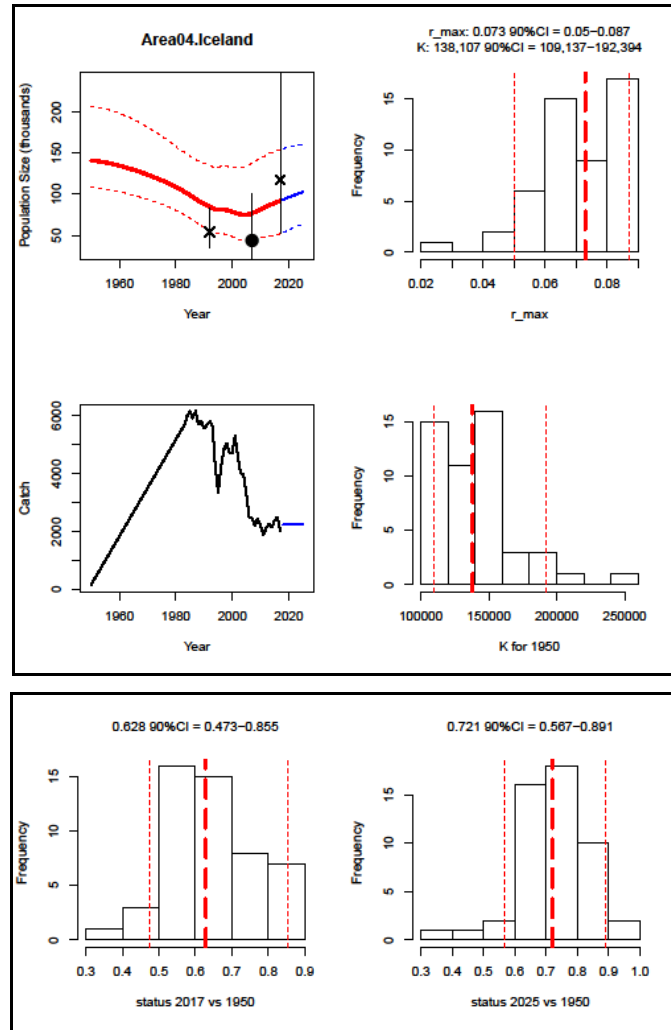 Area04.Iceland
Population Size (thousands)
200
150
100
50
1960 1980 2000 2020
Year
r_max: 0.073 90%CI = 0.05−0.087
K: 138,107 90%CI = 109,137−192,394
Frequency
15
10
5
0
0.02 0.04 0.06 0.08
r_max
Catch
6000
4000
2000
0
1960 1980 2000 2020
Year
Frequency
15
10
5
0
100000 150000 200000 250000
K for 1950
0.628 90%CI = 0.473−0.855
Frequency
15
10
5
0
0.3 0.4 0.5 0.6 0.7 0.8 0.9
status 2017 vs 1950
0.721 90%CI = 0.567−0.891
Frequency
15
10
5
0
0.3 0.4 0.5 0.6 0.7 0.8 0.9 1.0
status 2025 vs 1950